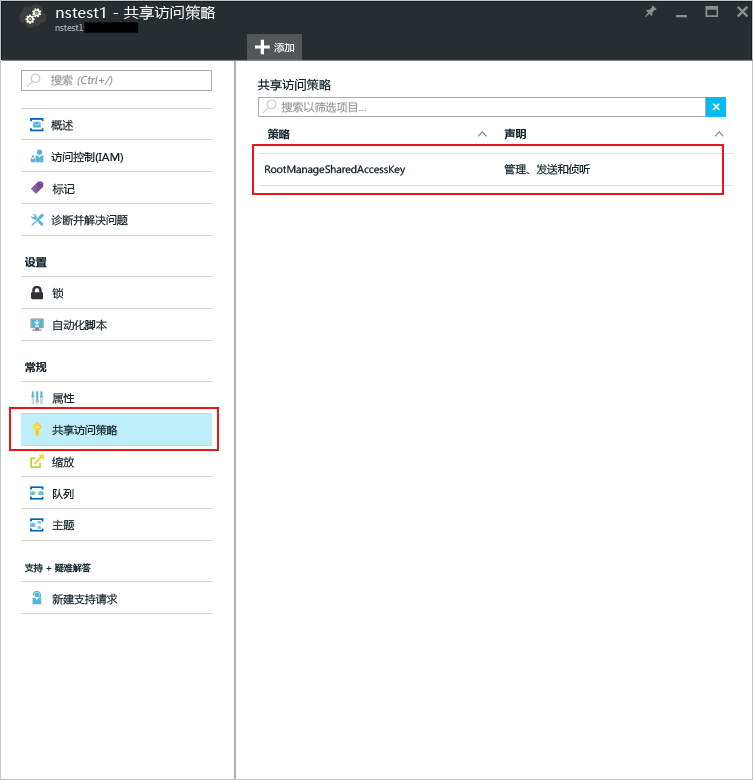 nstest1 - 共享访问策略
nstest1
添加
搜索 (Ctrl+/)
概述
访问控制(IAM)
标记
诊断并解决问题
设置
锁
自动化脚本
常规
属性
共享访问策略
缩放
队列
主题
支持 + 疑难解答
新建支持请求
共享访问策略
搜索以筛选项目...
策略 声明
RootManageSharedAccessKey 管理、发送和侦听